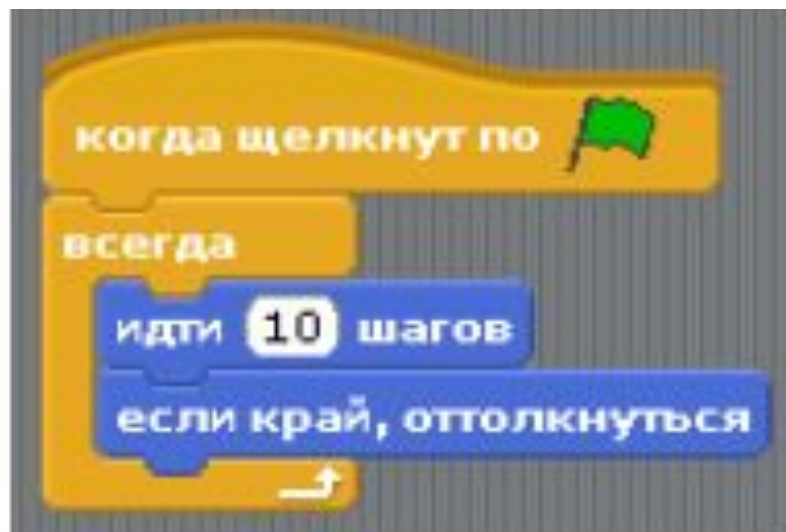 когда щелкнут по
всегда
идти 10 шагов
если край, оттолкнуться